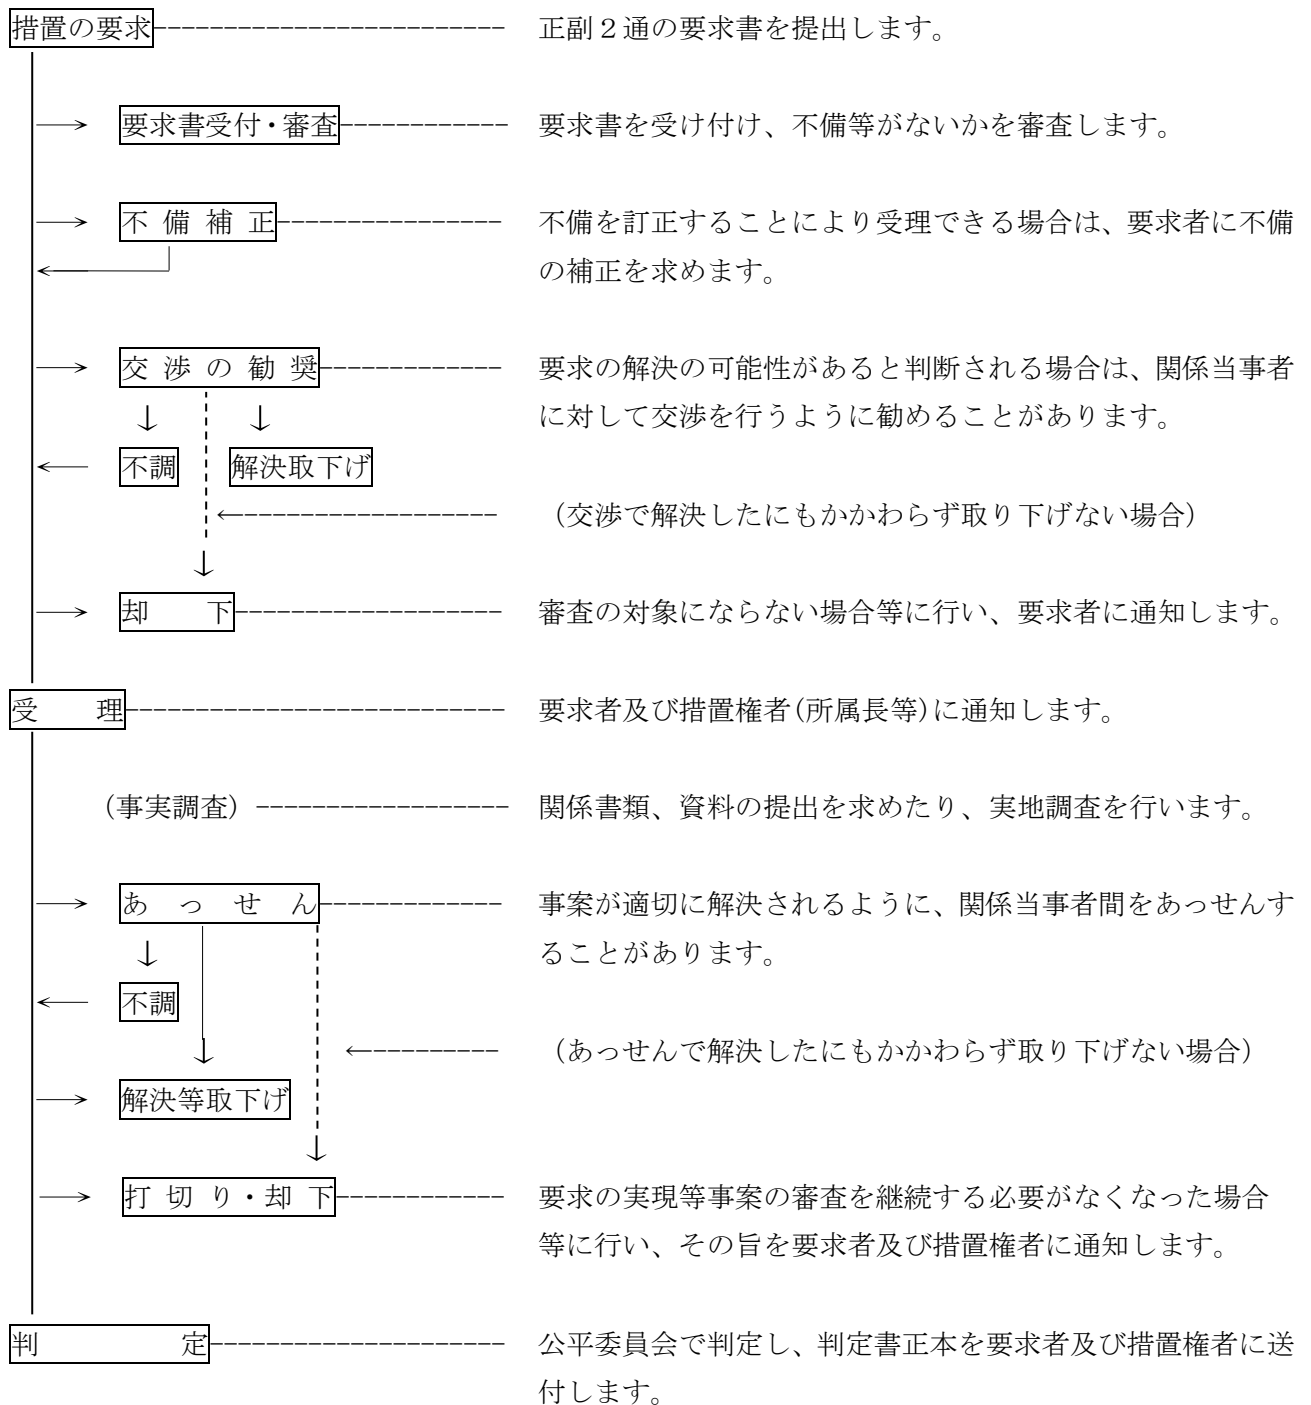 措置の要求 正副２通の要求書を提出します。
要求書受付・審査 要求書を受け付け、不備等がないかを審査します。
不備補正 不備を訂正することにより受理できる場合は、要求者に不備
の補正を求めます。
交渉の勧奨 要求の解決の可能性があると判断される場合は、関係当事者
に対して交渉を行うように勧めることがあります。
不調 解決取下げ
（交渉で解決したにもかかわらず取り下げない場合）
却下 審査の対象にならない場合等に行い、要求者に通知します。
受理 要求者及び措置権者(所属長等)に通知します。
（事実調査） 関係書類、資料の提出を求めたり、実地調査を行います。
あっせん 事案が適切に解決されるように、関係当事者間をあっせんす
ることがあります。
不調
（あっせんで解決したにもかかわらず取り下げない場合）
解決等取下げ
打切り・却下 要求の実現等事案の審査を継続する必要がなくなった場合
等に行い、その旨を要求者及び措置権者に通知します。
判定 公平委員会で判定し、判定書正本を要求者及び措置権者に送
付します。